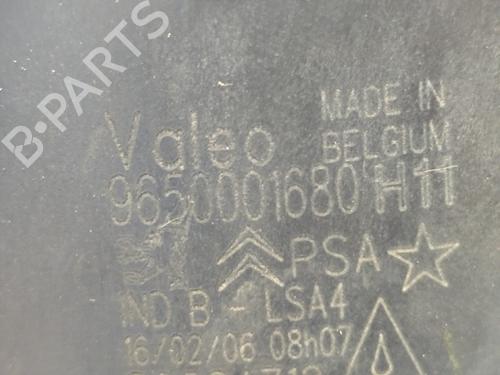 B-PARTS
Valeo
MADE IN
BELGIUM
9650001680 H11
PSA
IND B - LSA4
16/02/06 08h07